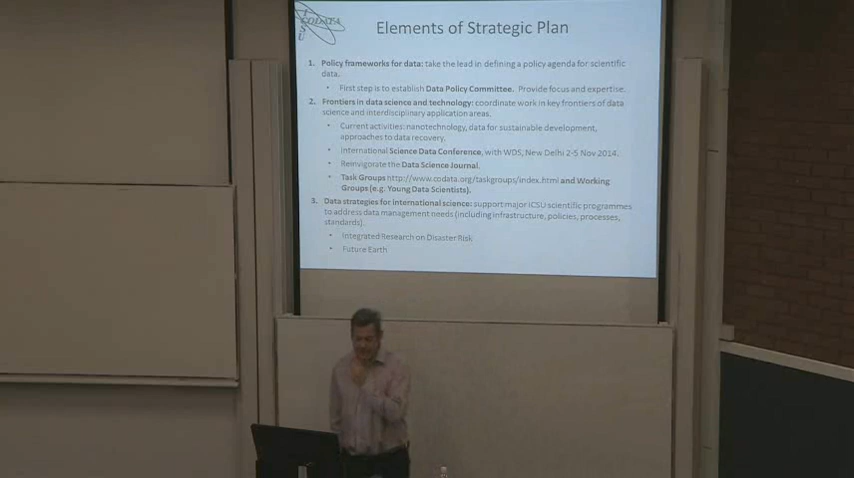 CODATA
Elements of Strategic Plan
1. Policy frameworks for data: take the lead in defining a policy agenda for scientific
data.
• First step is to establish Data Policy Committee. Provide focus and expertise.
2. Frontiers in data science and technology: coordinate work in key frontiers of data
science and interdisciplinary application areas.
• Current activities: nanotechnology, data for sustainable development,
approaches to data recovery.
• International Science Data Conference, with WDS, New Delhi 2-5 Nov 2014.
• Reinvigorate the Data Science Journal.
• Task Groups http://www.codata.org/taskgroups/index.html and Working
Groups (e.g. Young Data Scientists).
3. Data strategies for international science: support major ICSU scientific programmes
to address data management needs (including infrastructure, policies, processes,
standards).
• Integrated Research on Disaster Risk
• Future Earth